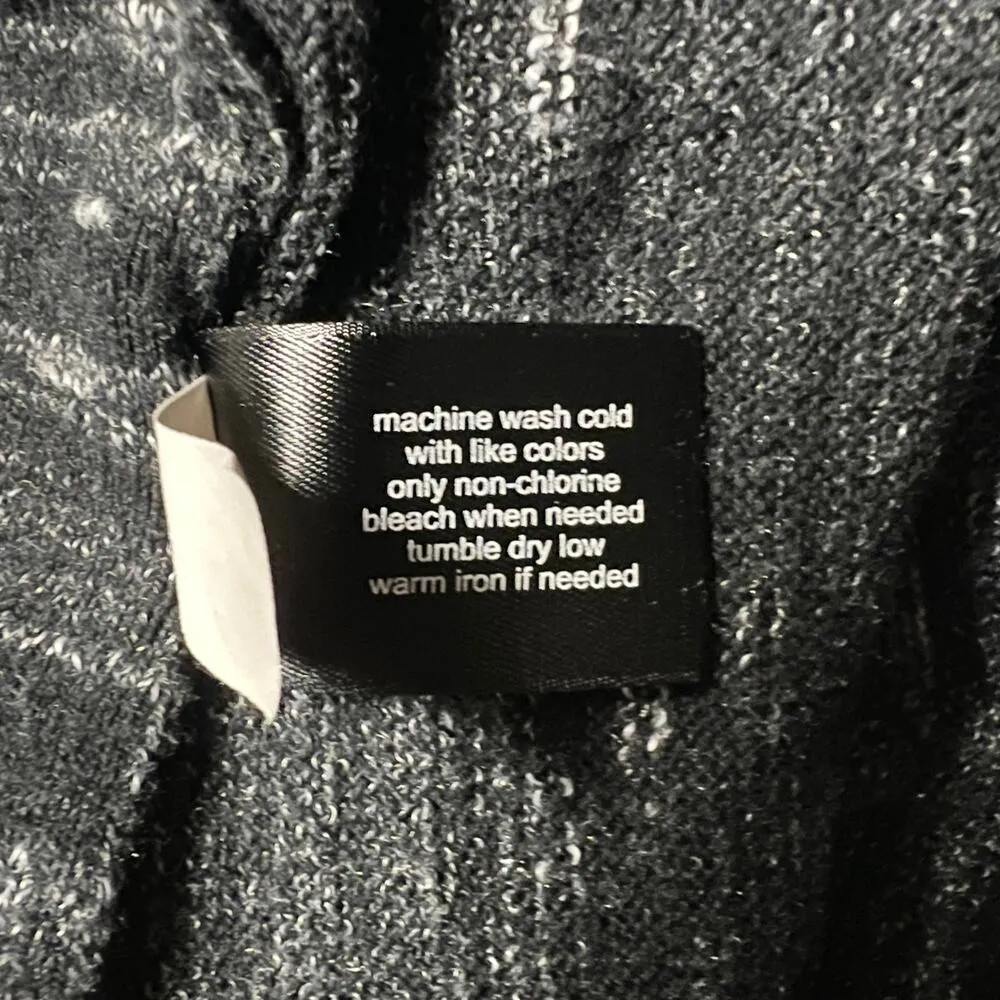 machine wash cold
with like colors
only non-chlorine
bleach when needed
tumble dry low
warm iron if needed